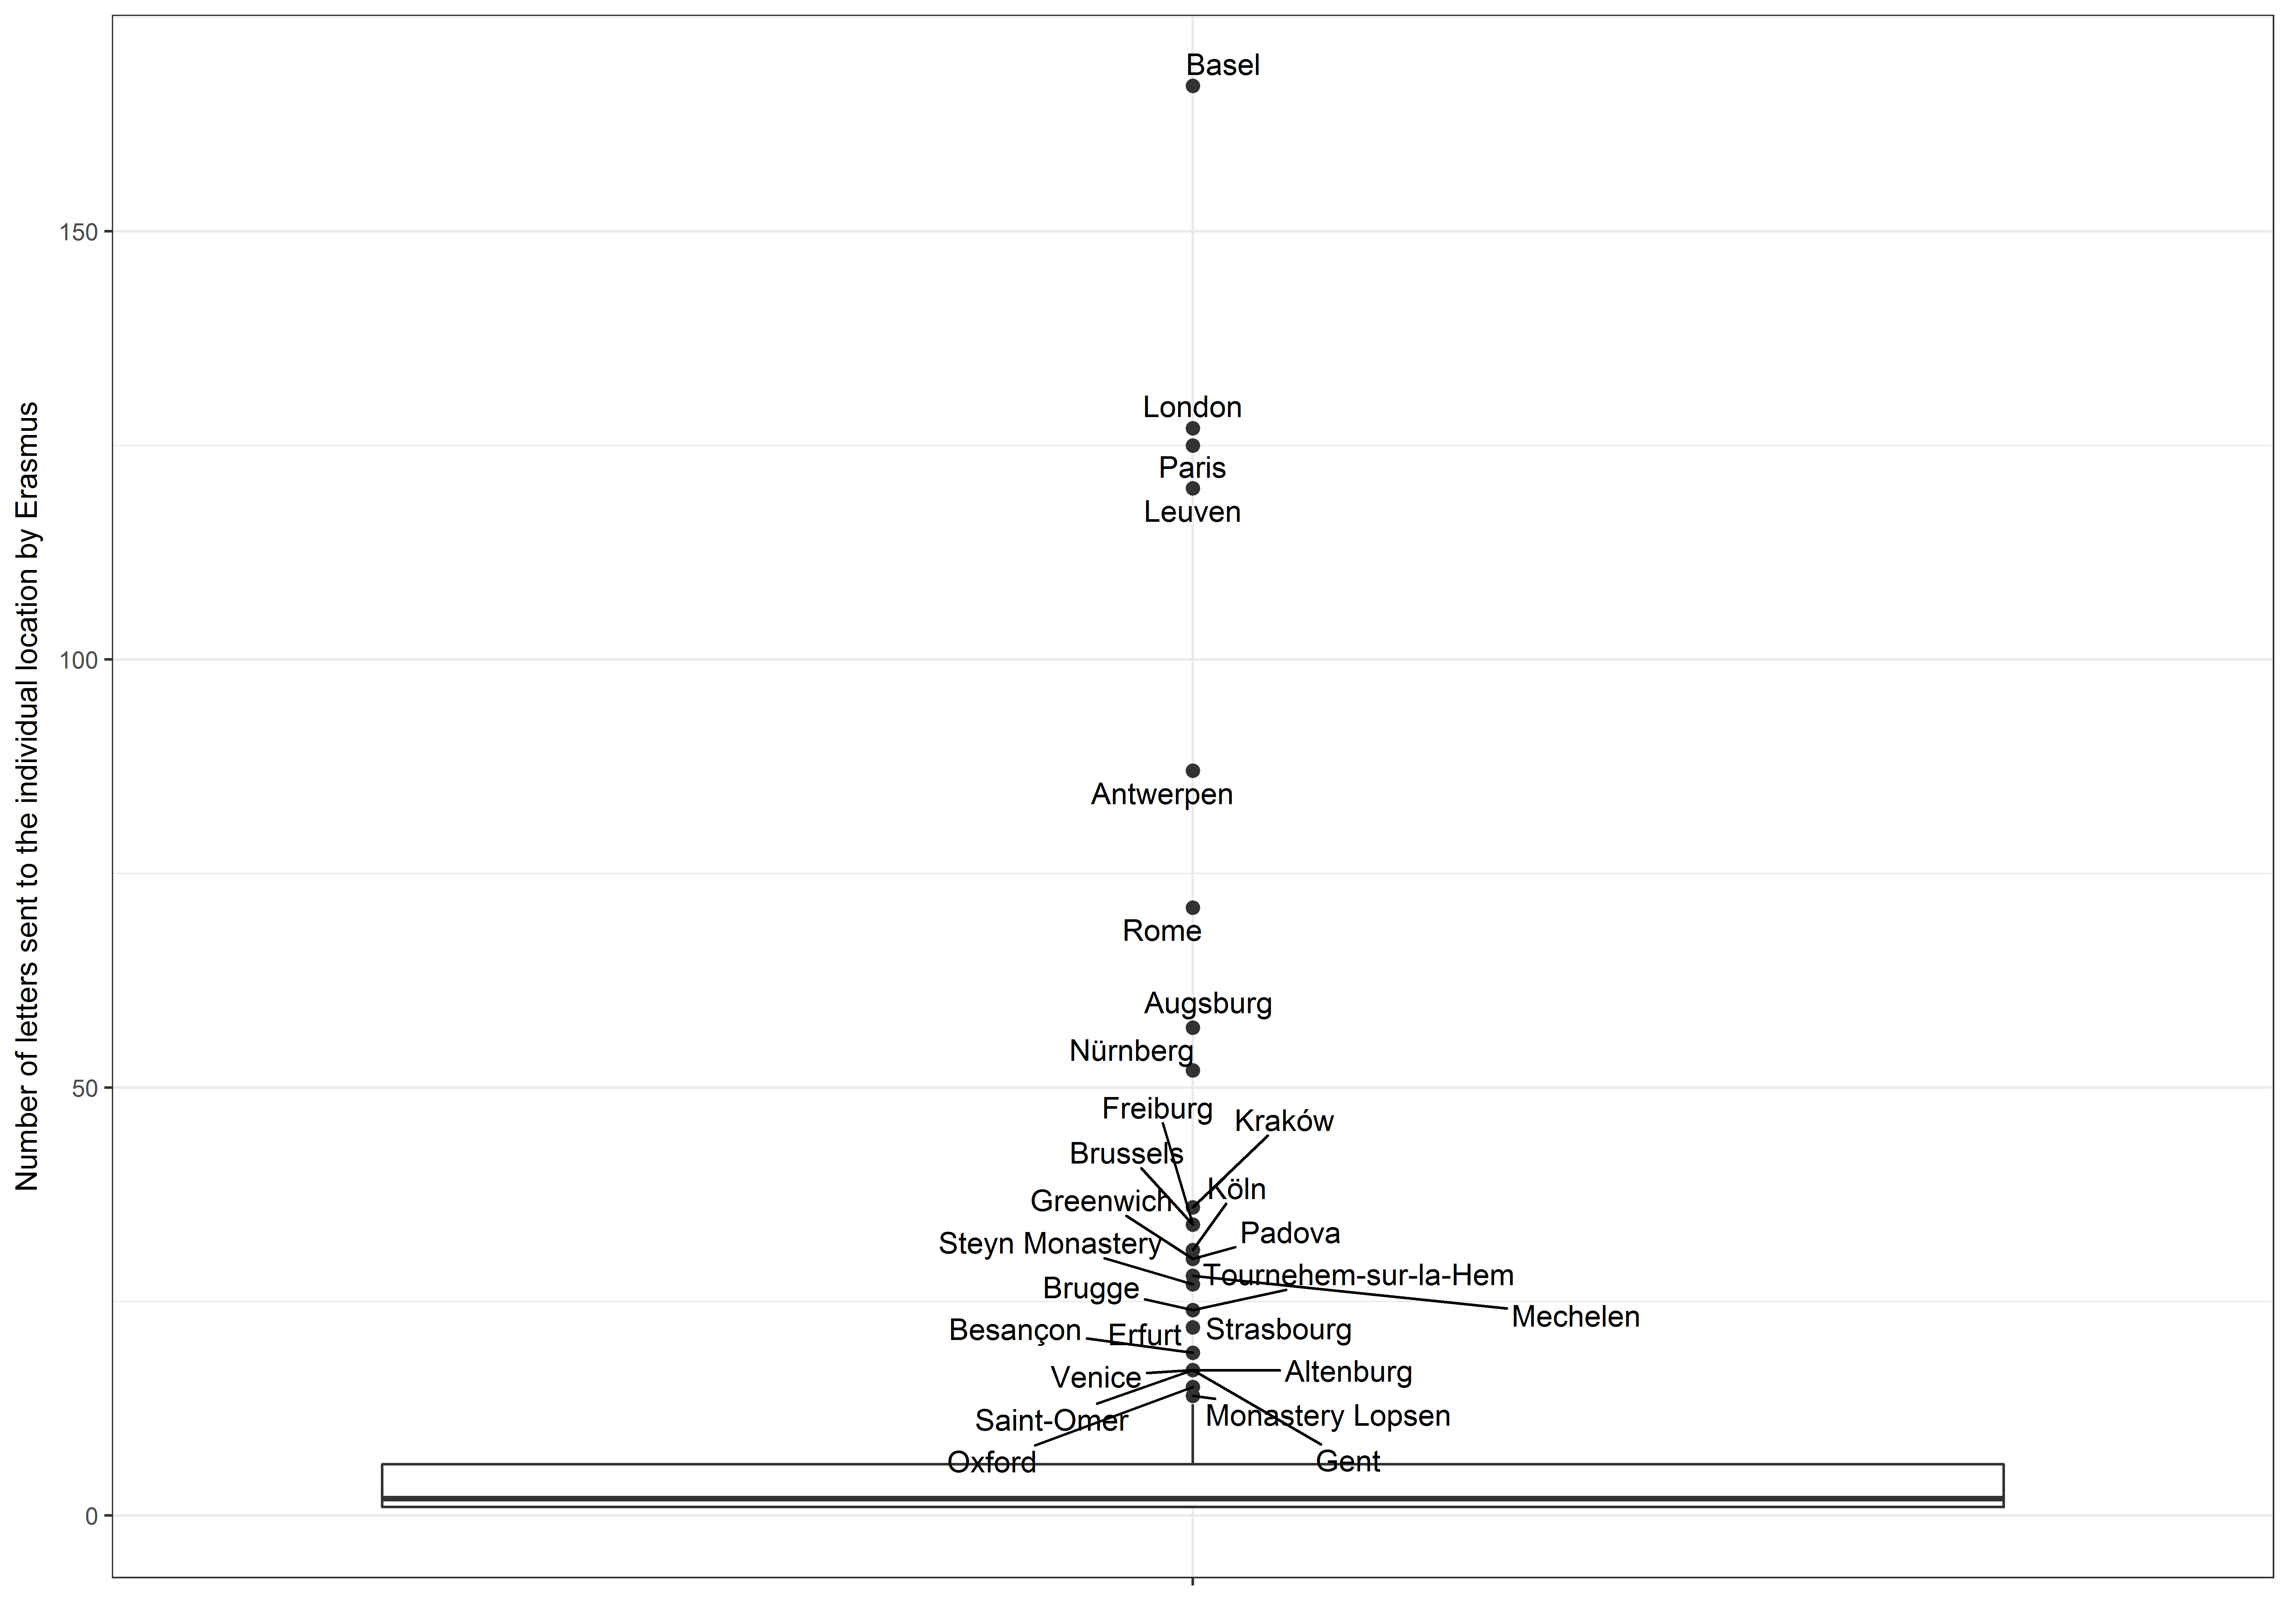 Number of letters sent to the individual location by Erasmus
150
100
50
0
Basel
London
Paris
Leuven
Antwerpen
Rome
Augsburg
Nürnberg
Freiburg
Kraków
Brussels
Köln
Greenwich
Padova
Steyn Monastery
Tournehem-sur-la-Hem
Brugge
Mechelen
Besançon
Erfurt
Strasbourg
Venice
Altenburg
Saint-Omer
Monastery Lopsen
Oxford
Gent